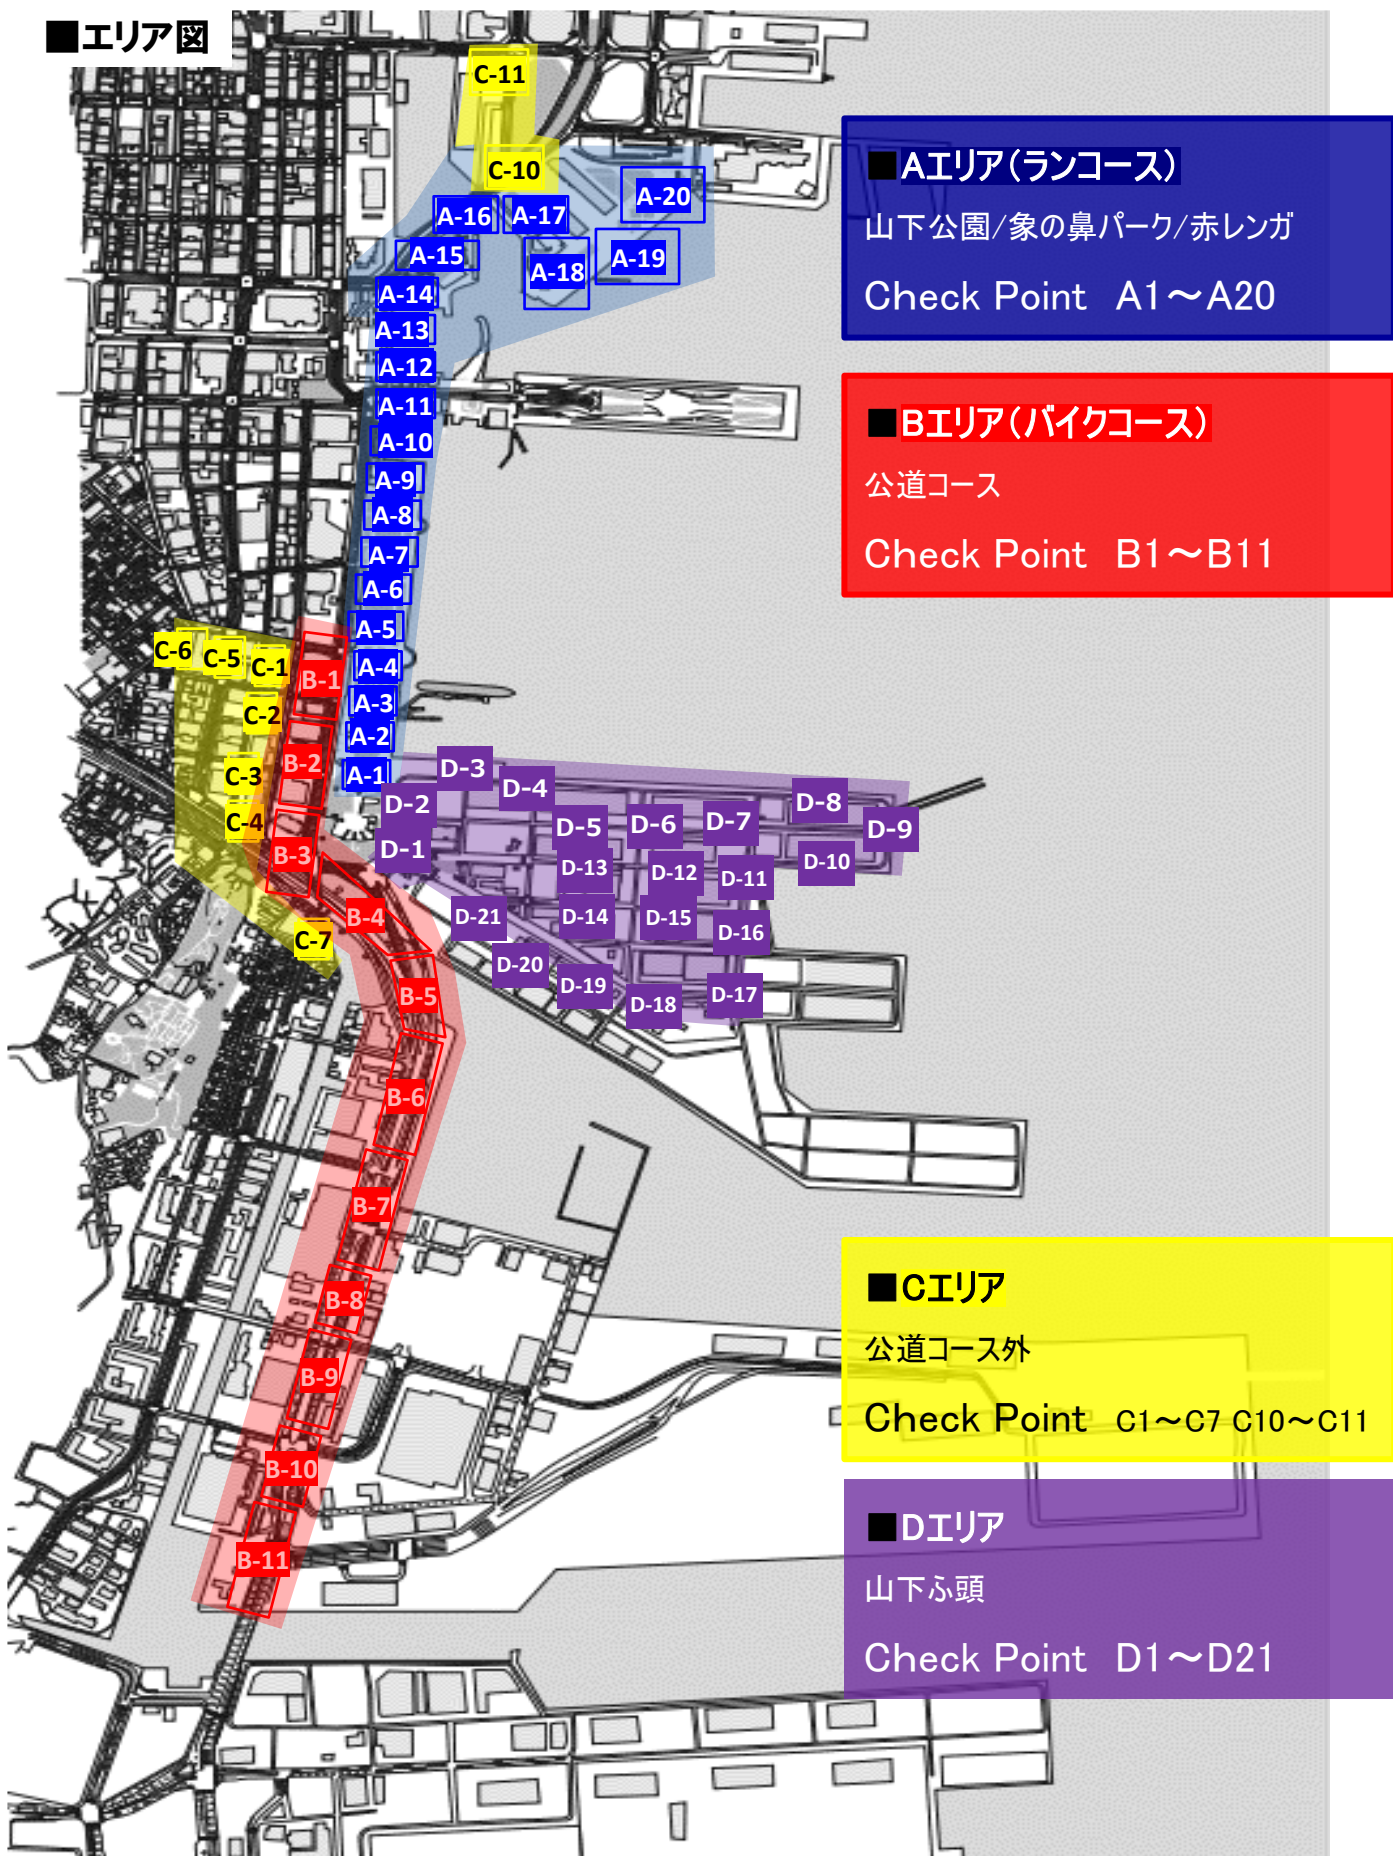 ■エリア図
C-11
C-10
A-20
A-16
A-17
A-15
A-18
A-19
A-14
A-13
A-12
A-11
A-10
A-9
A-8
A-7
A-6
A-5
A-4
A-3
A-2
A-1
■Aエリア(ランコース)
山下公園/象の鼻パーク/赤レンガ
Check Point A1～A20
■Bエリア(バイクコース)
公道コース
Check Point B1～B11
C-6
C-5
C-1
C-2
C-3
C-4
C-7
B-1
B-2
B-3
B-4
B-5
B-6
B-7
B-8
B-9
B-10
B-11
D-3
D-4
D-2
D-8
D-5
D-6
D-7
D-9
D-1
D-13
D-12
D-11
D-10
D-21
D-14
D-15
D-16
D-20
D-19
D-18
D-17
■Cエリア
公道コース外
Check Point C1～C7 C10～C11
■Dエリア
山下ふ頭
Check Point D1～D21